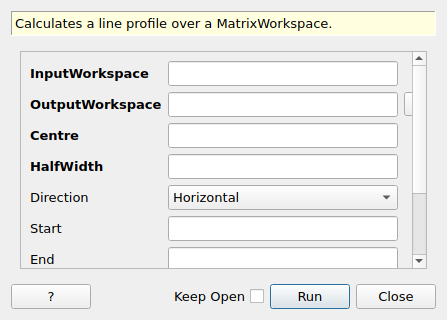 Calculates a line profile over a MatrixWorkspace.
InputWorkspace
OutputWorkspace
Centre
HalfWidth
Direction Horizontal
Start
End
? Keep Open Run Close